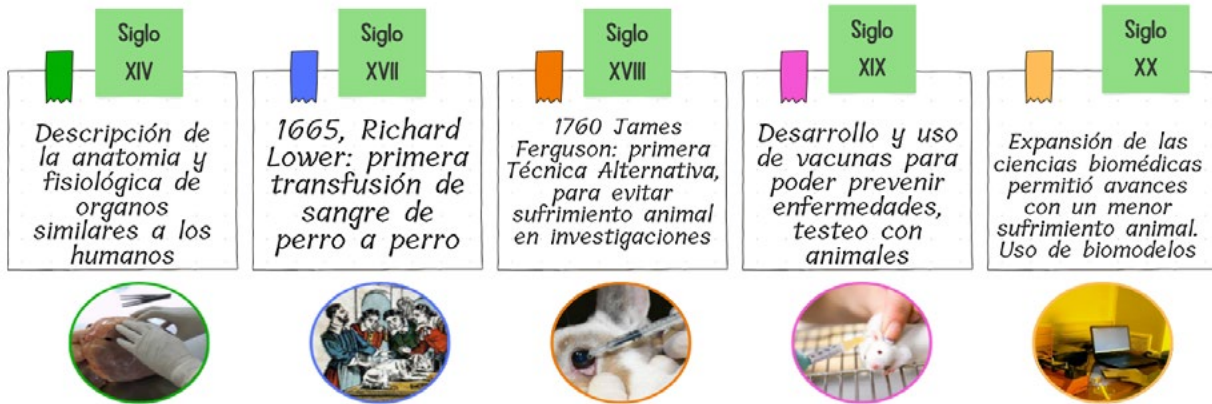 Siglo
XIV
Descripción de
la anatomia y
fisiológica de
organos
similares a los
humanos
Siglo
XVII
1665, Richard
Lower: primera
transfusión de
sangre de
perro a perro
Siglo
XVIII
1760 James
Ferguson: primera
Técnica Alternativa,
para evitar
sufrimiento animal
en investigaciones
Siglo
XIX
Desarrollo y uso
de vacunas para
poder prevenir
enfermedades,
testeo con
animales
Siglo
XX
Expansión de las
ciencias biomédicas
permitió avances
con un menor
sufrimiento animal.
Uso de biomodelos